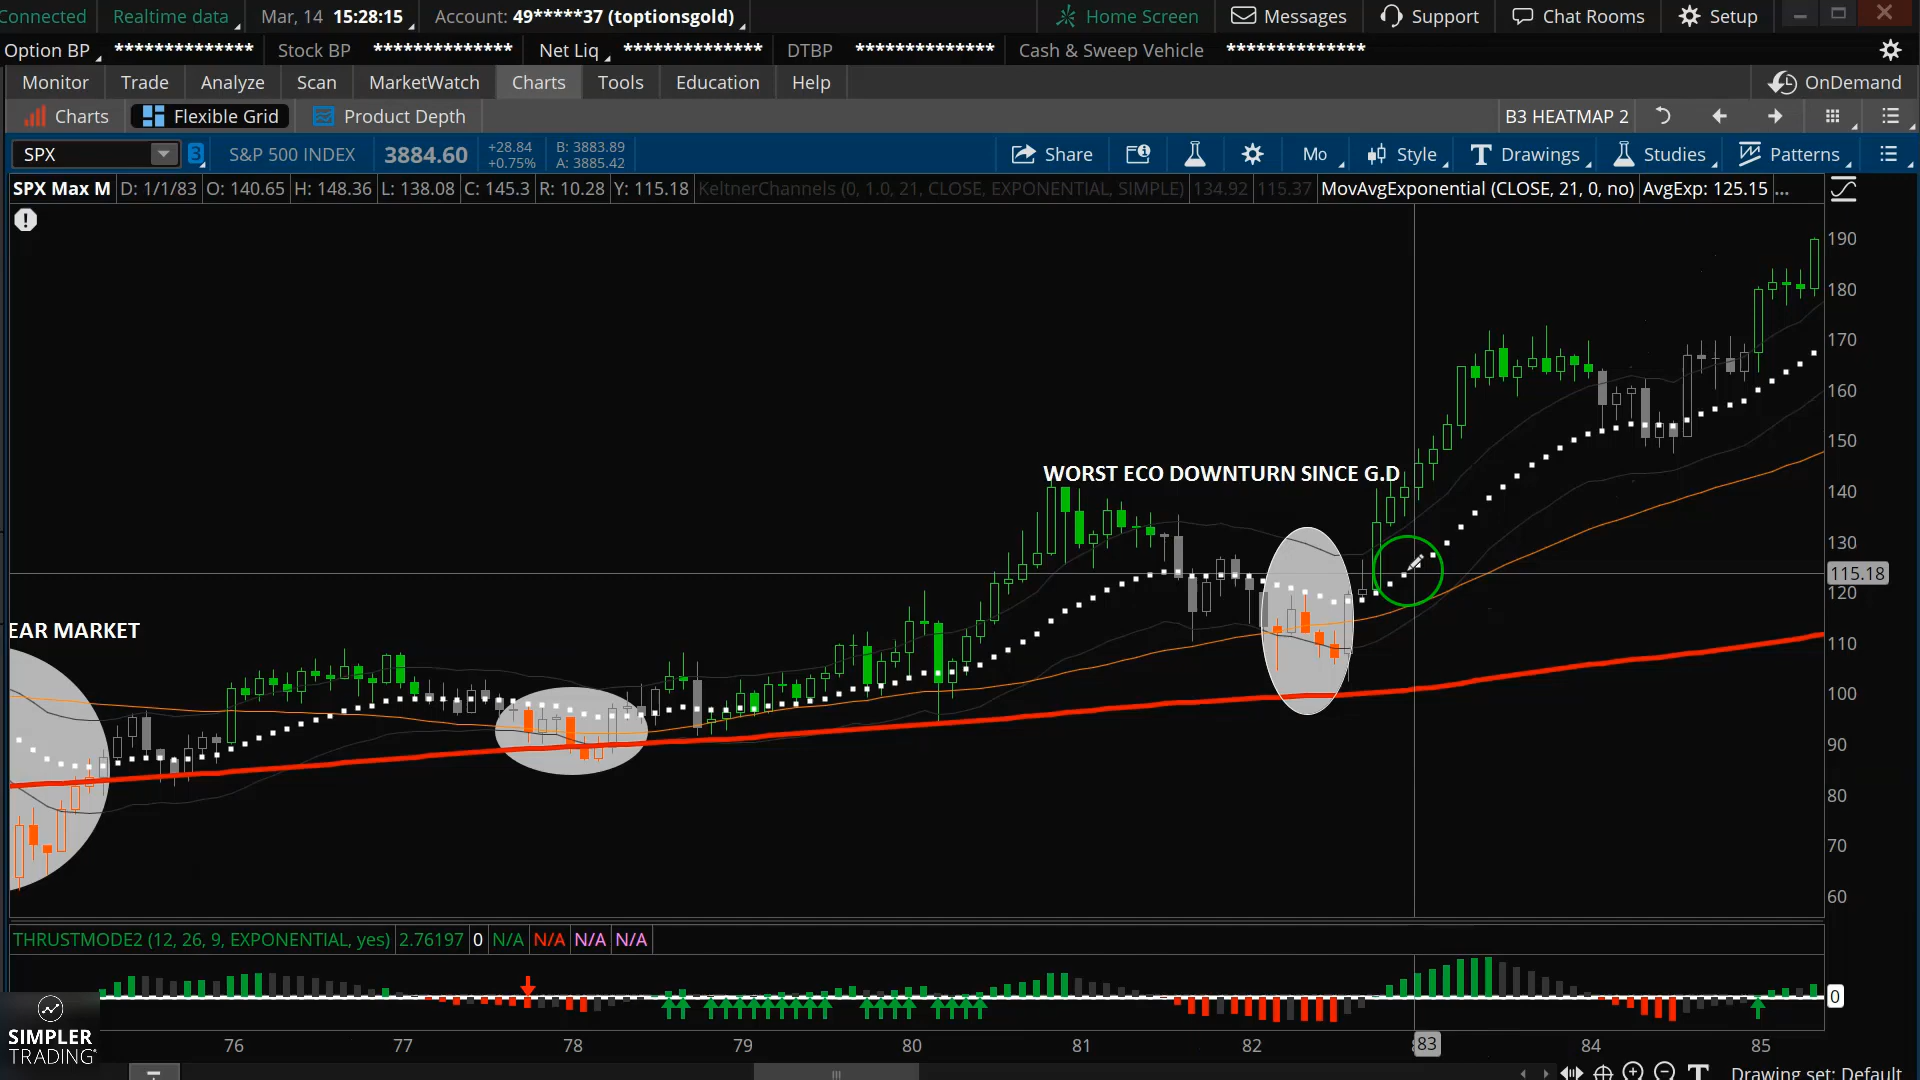 Connected Realtime data Mar, 14 15:28:15 Account: 49*****37 (toptionsgold) Home Screen Messages Support Chat Rooms Setup
Option BP ************** Stock BP ************** Net Liq ************** DTBP ************** Cash & Sweep Vehicle **************
Monitor Trade Analyze Scan MarketWatch Charts Tools Education Help OnDemand
Charts Flexible Grid Product Depth B3 HEATMAP 2
SPX 3 S&P 500 INDEX 3884.60 +28.84 +0.75% B: 3883.89 A: 3885.42 Share Mo Style Drawings Studies Patterns
SPX Max M D: 1/1/83 O: 140.65 H: 148.36 L: 138.08 C: 145.3 R: 10.28 Y: 115.18 KeltnerChannels (0, 1.0, 21, CLOSE, EXPONENTIAL, SIMPLE) 134.92 115.37 MovAvgExponential (CLOSE, 21, 0, no) AvgExp: 125.15 ...
190
180
170
160
150
WORST ECO DOWNTURN SINCE G.D
140
130
115.18
120
EAR MARKET
110
100
90
80
70
60
THRUSTMODE2 (12, 26, 9, EXPONENTIAL, yes) 2.76197 0 N/A N/A N/A N/A
0
SIMPLER
TRADING
76 77 78 79 80 81 82 83 84 85
Drawing set: Default